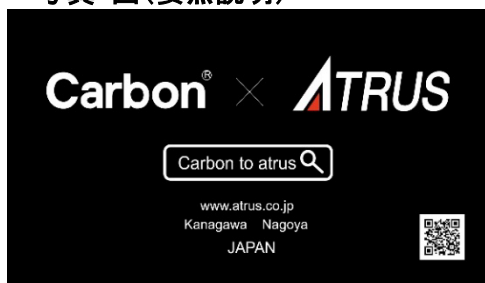 Carbon® × ATRUS
Carbon to atrus
www.atrus.co.jp
Kanagawa Nagoya
JAPAN